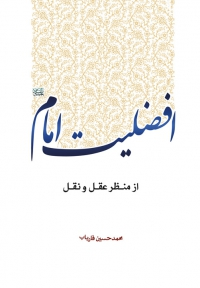 افضلیت امام
از منظر عقل و نقل
محمدحسین فاریاب